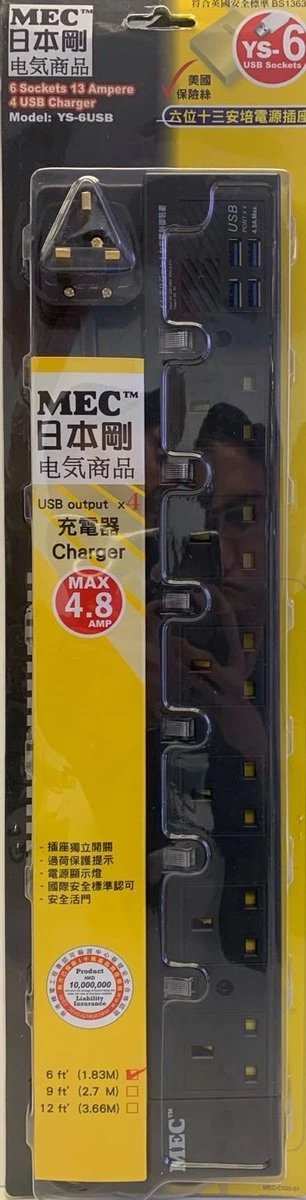 MEC™
日本剛
电気商品
6 Sockets 13 Ampere
4 USB Charger
Model: YS-6USB
符合英國安全標準 BS1363
YS-6
USB Sockets
美國
保險絲
六位十三安培電源插座
USB
PORT X 4
4.8A Max.
MEC™
日本剛
电気商品
USB output x4
充電器
Charger
MAX
4.8
AMP
- 插座獨立開關
- 過荷保護提示
- 電源顯示燈
- 國際安全標準認可
- 安全活門
Product
HKD
10,000,000
Liability
Insurance
6 ft' (1.83M)
9 ft' (2.7 M)
12 ft' (3.66M)
MEC™